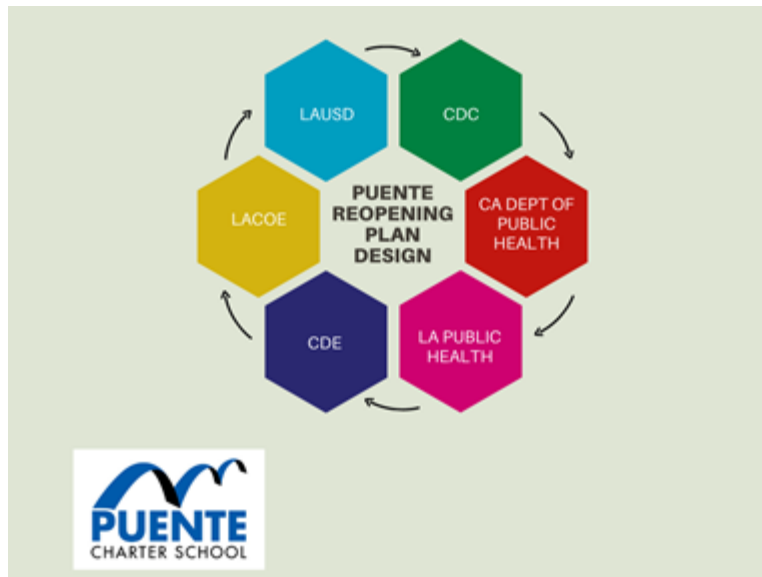 LAUSD
CDC
LACOE
PUENTE
REOPENING
PLAN
DESIGN
CA DEPT OF
PUBLIC
HEALTH
CDE
LA PUBLIC
HEALTH
PUENTE
CHARTER SCHOOL